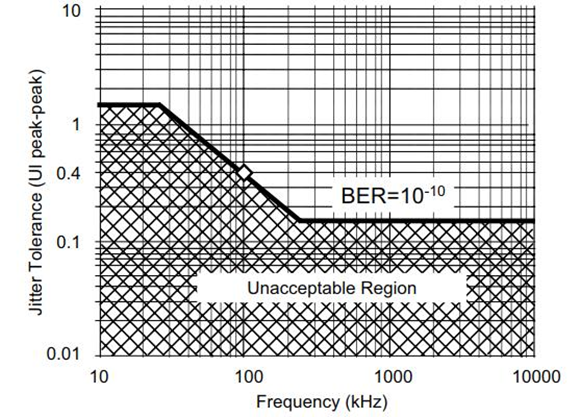 10
1
0.4
0.1
0.01
Jitter Tolerance (UI peak-peak)
BER=10-10
Unacceptable Region
10 100 1000 10000
Frequency (kHz)